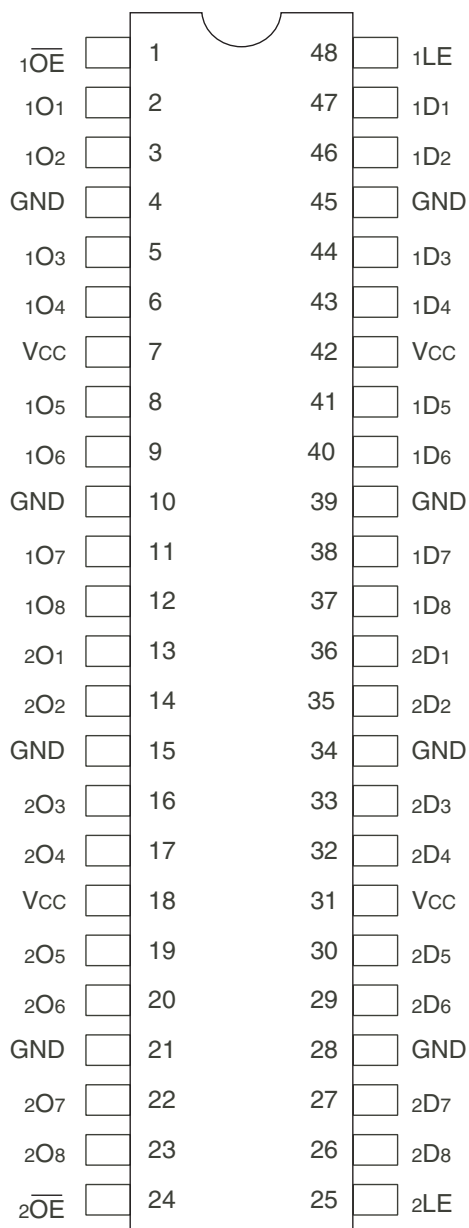 1O̅E̅ 1 48 1LE
1O1 2 47 1D1
1O2 3 46 1D2
GND 4 45 GND
1O3 5 44 1D3
1O4 6 43 1D4
VCC 7 42 VCC
1O5 8 41 1D5
1O6 9 40 1D6
GND 10 39 GND
1O7 11 38 1D7
1O8 12 37 1D8
2O1 13 36 2D1
2O2 14 35 2D2
GND 15 34 GND
2O3 16 33 2D3
2O4 17 32 2D4
VCC 18 31 VCC
2O5 19 30 2D5
2O6 20 29 2D6
GND 21 28 GND
2O7 22 27 2D7
2O8 23 26 2D8
2O̅E̅ 24 25 2LE